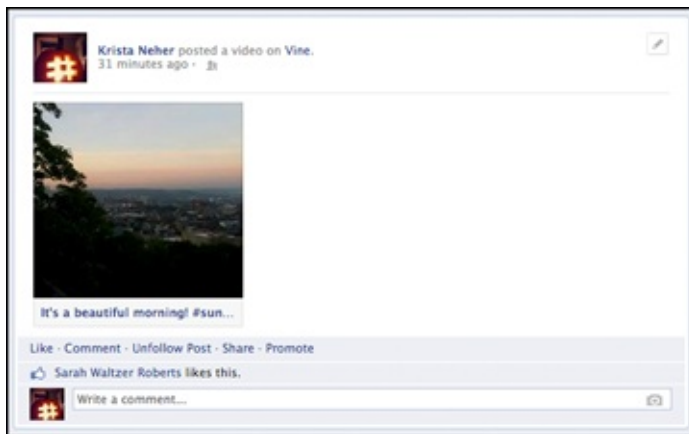 Krista Neher posted a video on Vine.
31 minutes ago ·
It's a beautiful morning! #sun...
Like · Comment · Unfollow Post · Share · Promote
Sarah Waltzer Roberts likes this.
Write a comment...